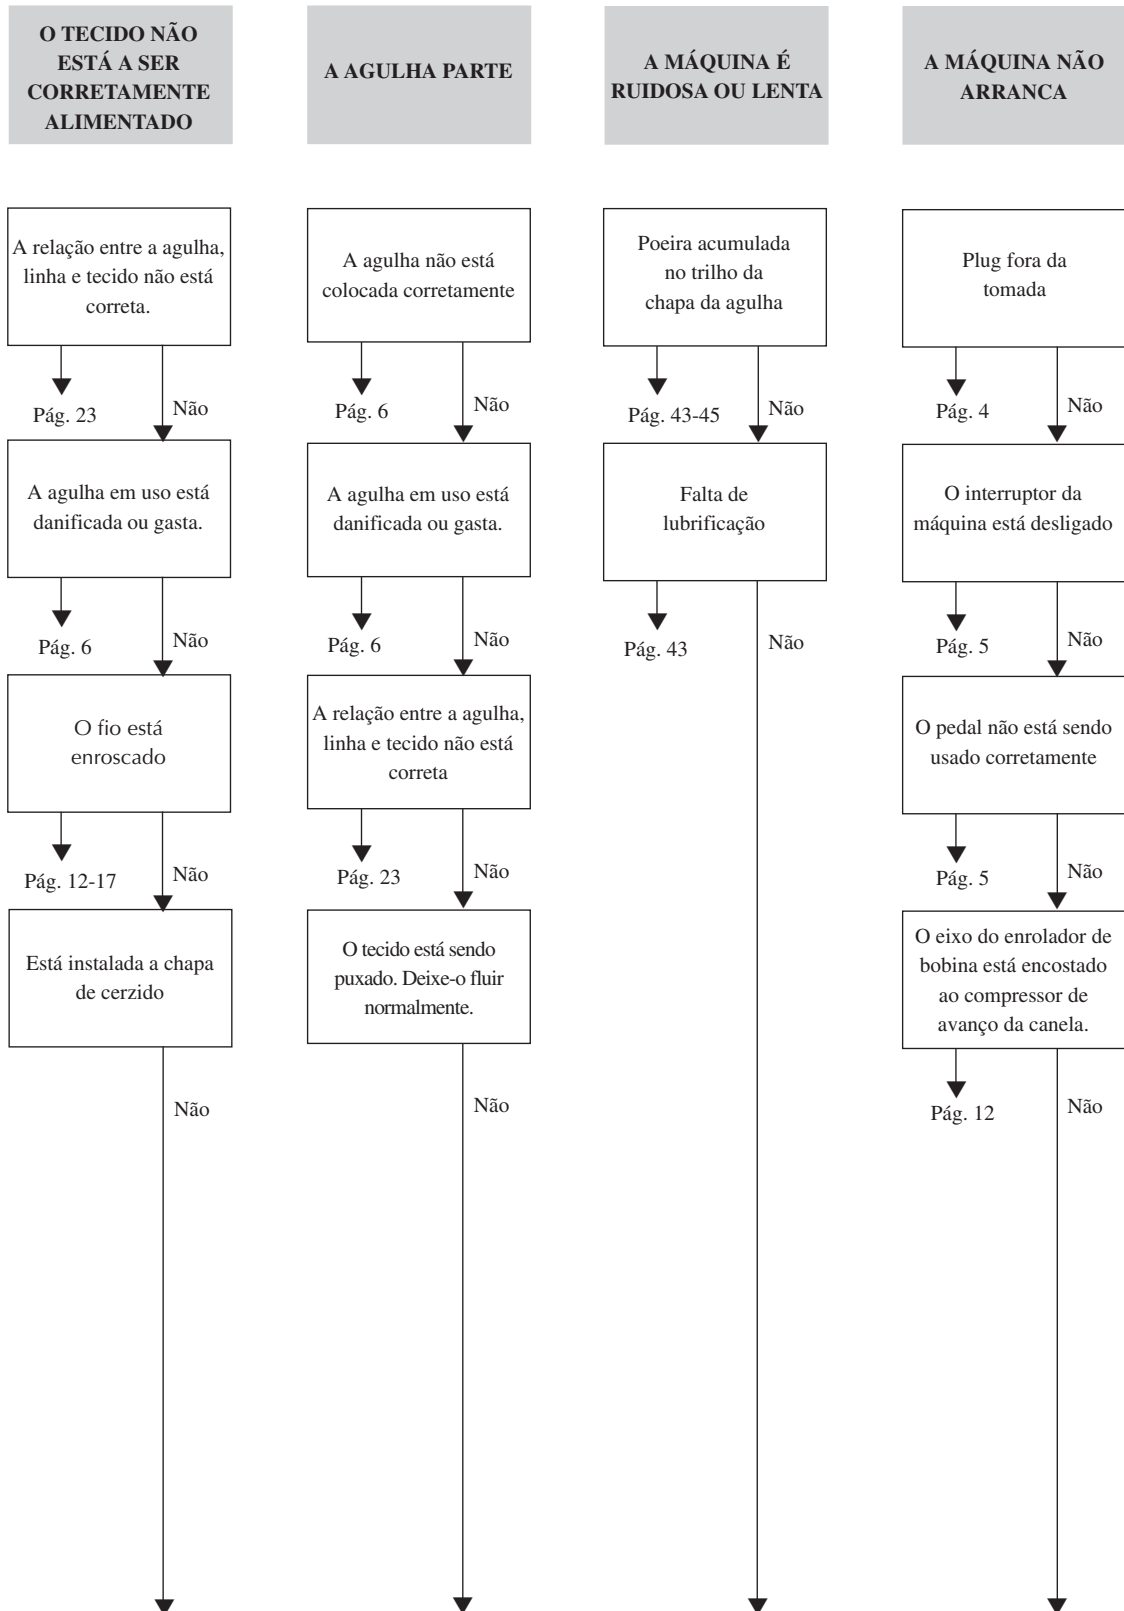 O TECIDO NÃO
ESTÁ A SER
CORRETAMENTE
ALIMENTADO
A relação entre a agulha,
linha e tecido não está
correta.
Pág. 23
Não
A agulha em uso está
danificada ou gasta.
Pág. 6
Não
O fio está
enroscado
Pág. 12-17
Não
Está instalada a chapa
de cerzido
Não
A AGULHA PARTE
A agulha não está
colocada corretamente
Pág. 6
Não
A agulha em uso está
danificada ou gasta.
Pág. 6
Não
A relação entre a agulha,
linha e tecido não está
correta
Pág. 23
Não
O tecido está sendo
puxado. Deixe-o fluir
normalmente.
Não
A MÁQUINA É
RUIDOSA OU LENTA
Poeira acumulada
no trilho da
chapa da agulha
Pág. 43-45
Não
Falta de
lubrificação
Pág. 43
Não
A MÁQUINA NÃO
ARRANCA
Plug fora da
tomada
Pág. 4
Não
O interruptor da
máquina está desligado
Pág. 5
Não
O pedal não está sendo
usado corretamente
Pág. 5
Não
O eixo do enrolador de
bobina está encostado
ao compressor de
avanço da canela.
Pág. 12
Não